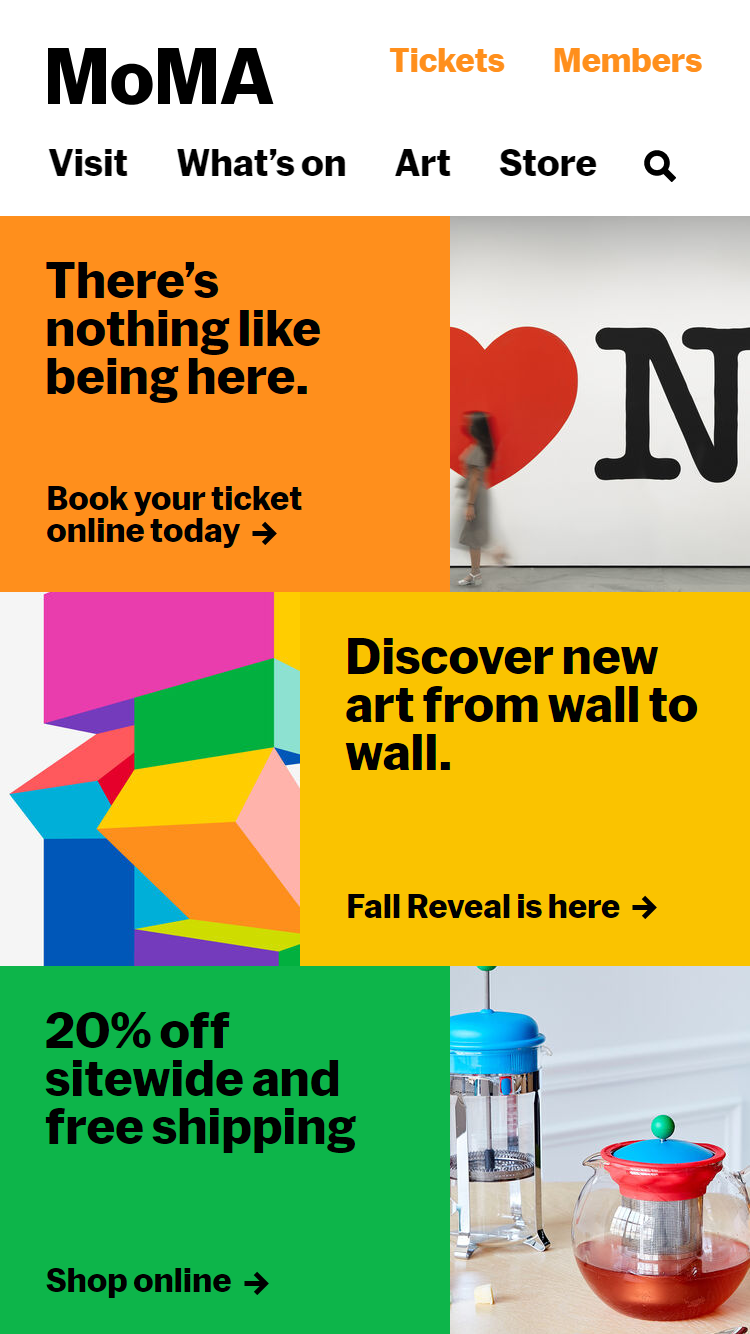 MoMA
Tickets Members
Visit What’s on Art Store
There’s
nothing like
being here.
Book your ticket
online today →
N
Discover new
art from wall to
wall.
Fall Reveal is here →
20% off
sitewide and
free shipping
Shop online →